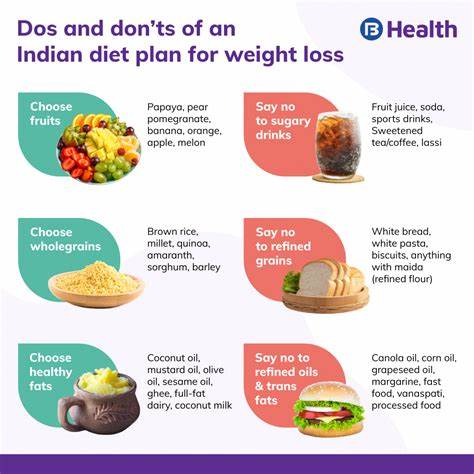 Dos and don'ts of an
Indian diet plan for weight loss
B Health
Choose
fruits
Papaya, pear
pomegranate,
banana, orange,
apple, melon
Say no
to sugary
drinks
Fruit juice, soda,
sports drinks,
Sweetened
tea/coffee, lassi
Choose
wholegrains
Brown rice,
millet, quinoa,
amaranth,
sorghum, barley
Say no
to refined
grains
White bread,
white pasta,
biscuits, anything
with maida
(refined flour)
Choose
healthy
fats
Coconut oil,
mustard oil, olive
oil, sesame oil,
ghee, full-fat
dairy, coconut milk
Say no to
refined oils
& trans
fats
Canola oil, corn oil,
grapeseed oil,
margarine, fast
food, vanaspati,
processed food